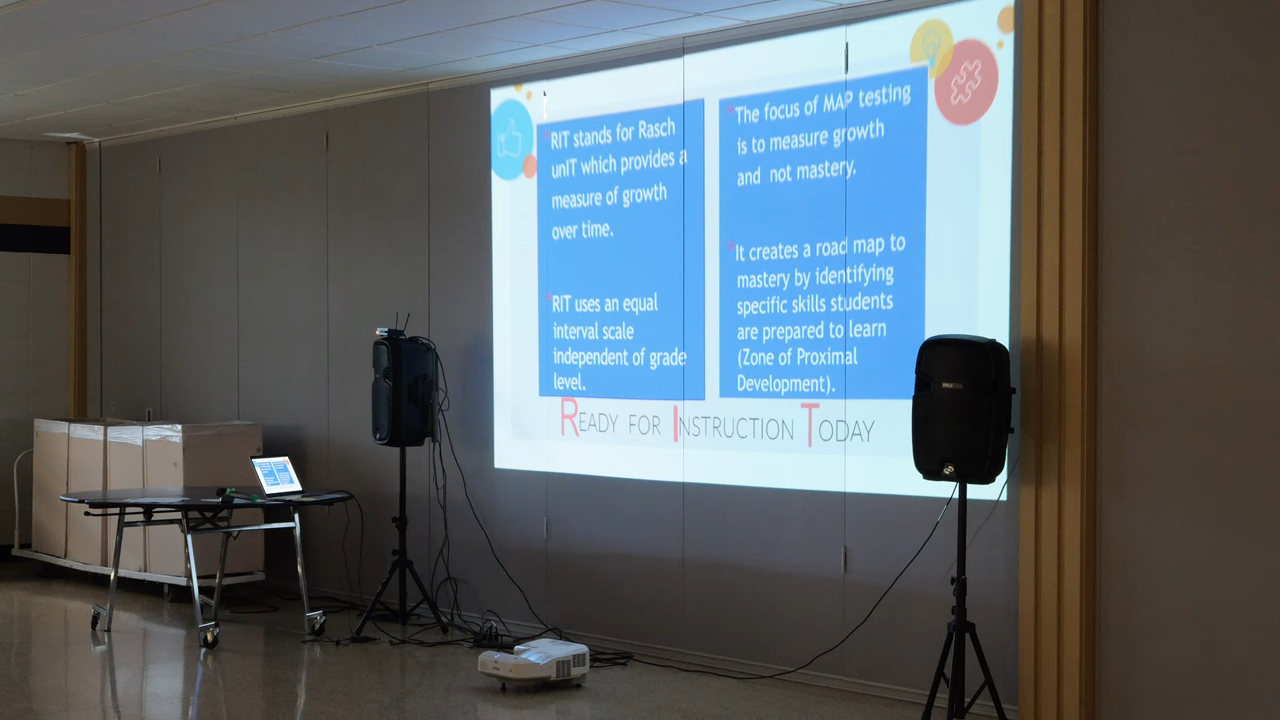 RIT stands for Rasch
unIT which provides a
measure of growth
over time.
RIT uses an equal
interval scale
independent of grade
level.
The focus of MAP testing
is to measure growth
and not mastery.
It creates a road map to
mastery by identifying
specific skills students
are prepared to learn
(Zone of Proximal
Development).
READY FOR INSTRUCTION TODAY